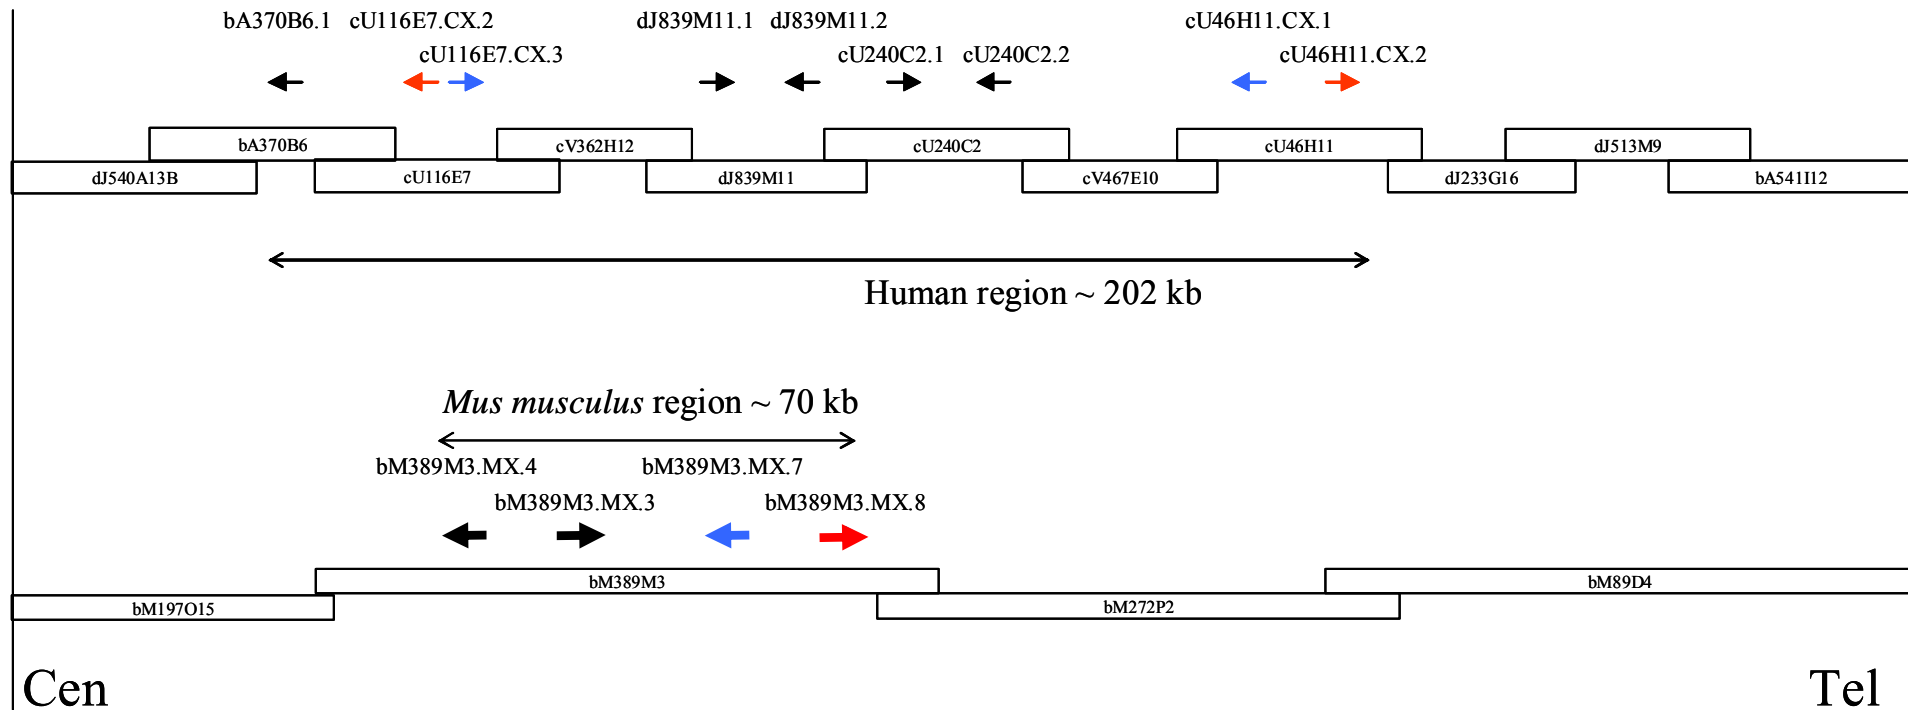 bA370B6.1 cU116E7.CX.2 dJ839M11.1 dJ839M11.2 cU46H11.CX.1
cU116E7.CX.3 cU240C2.1 cU240C2.2 cU46H11.CX.2
bA370B6 cV362H12 cU240C2 cU46H11 dJ513M9
dJ540A13B cU116E7 dJ839M11 cV467E10 dJ233G16 bA541I12
Human region ~ 202 kb
Mus musculus region ~ 70 kb
bM389M3.MX.4 bM389M3.MX.7
bM389M3.MX.3 bM389M3.MX.8
bM389M3 bM89D4
bM197O15 bM272P2
Cen Tel